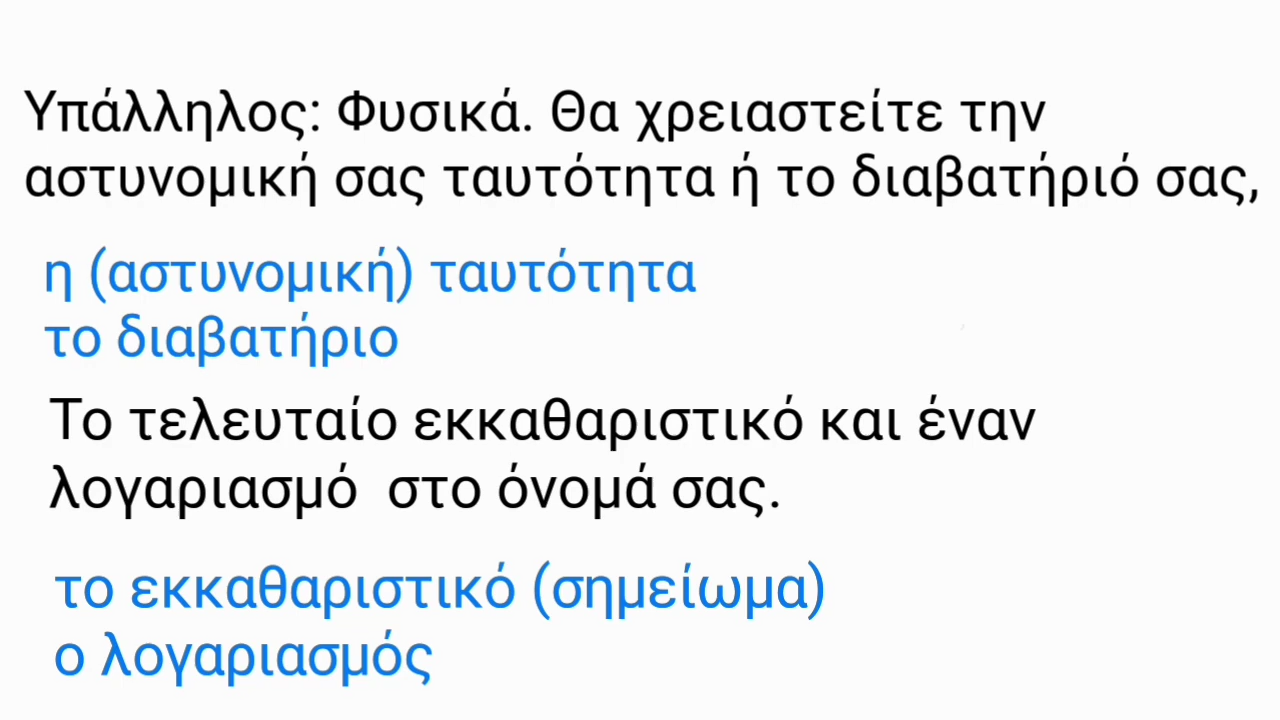 Υπάλληλος: Φυσικά. Θα χρειαστείτε την
αστυνομική σας ταυτότητα ή το διαβατήριό σας,
η (αστυνομική) ταυτότητα
το διαβατήριο
Το τελευταίο εκκαθαριστικό και έναν
λογαριασμό  στο όνομά σας.
το εκκαθαριστικό (σημείωμα)
ο λογαριασμός